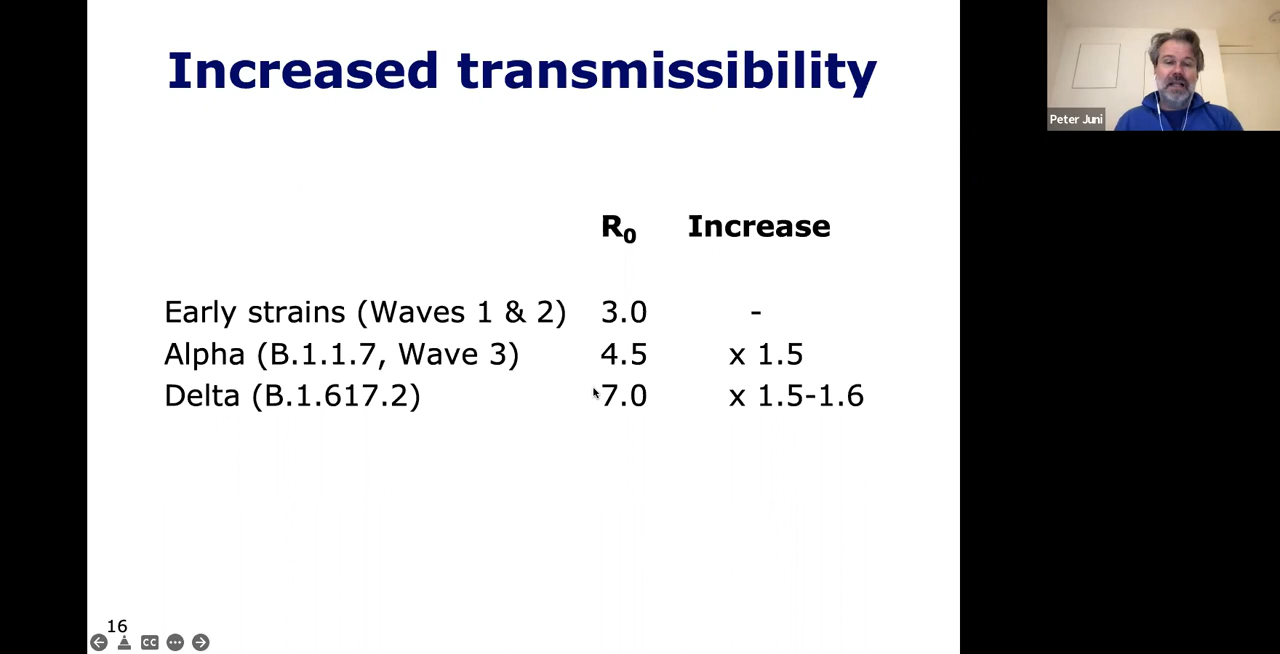 Increased transmissibility
R0 Increase
Early strains (Waves 1 & 2) 3.0 -
Alpha (B.1.1.7, Wave 3) 4.5 x 1.5
Delta (B.1.617.2) 7.0 x 1.5-1.6
16
CC
Peter Juni